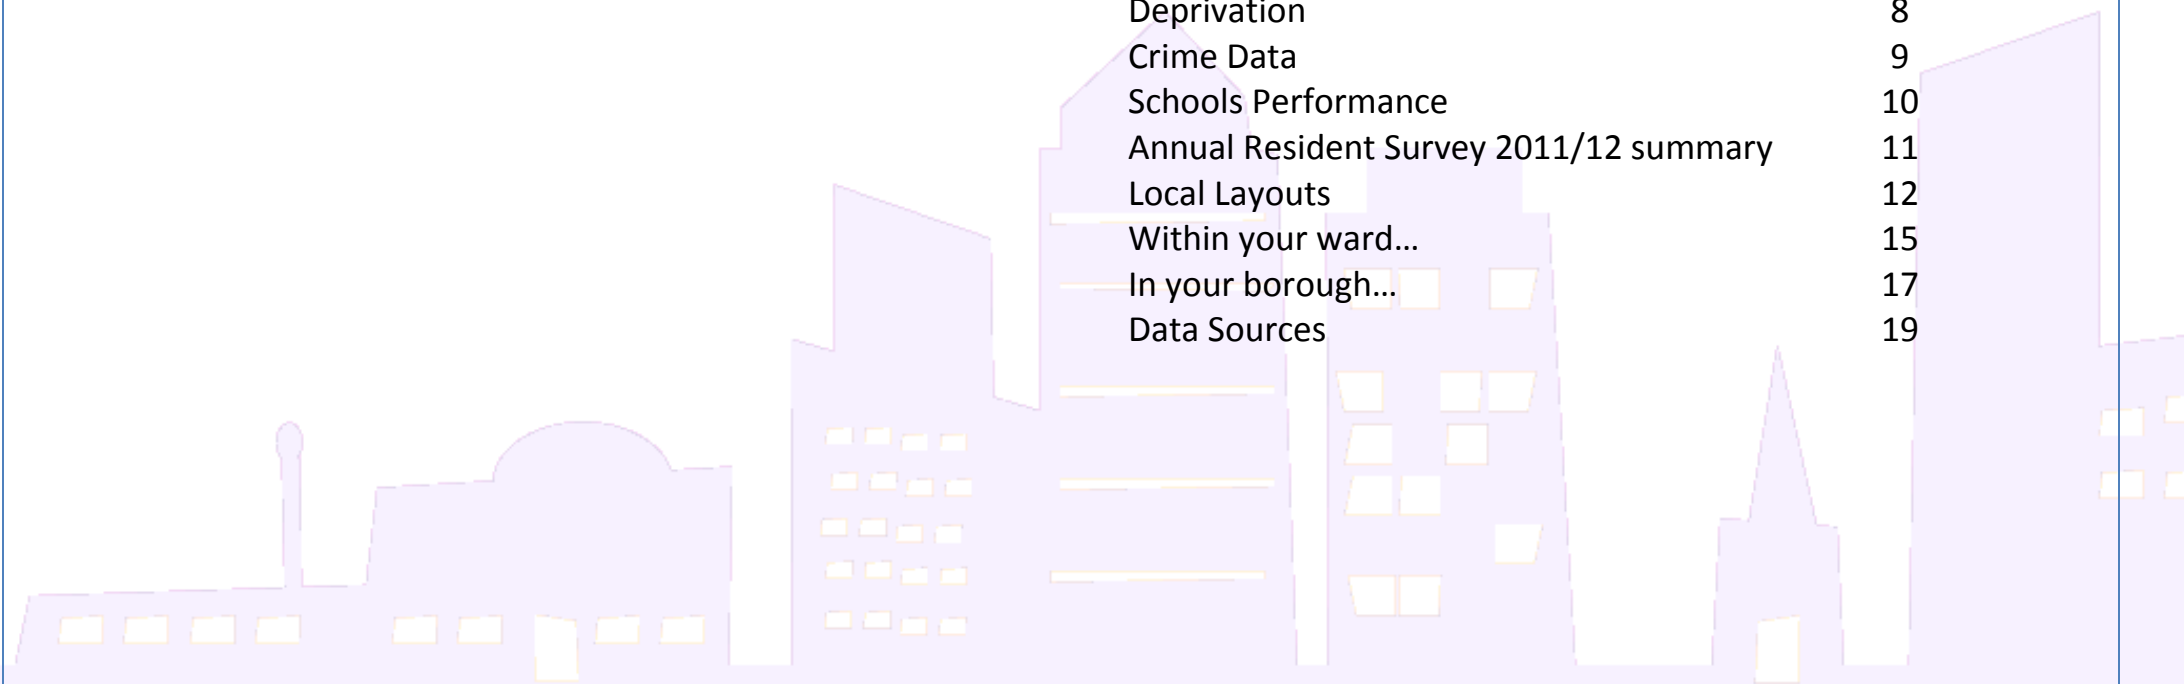 Deprivation 8
Crime Data 9
Schools Performance 10
Annual Resident Survey 2011/12 summary 11
Local Layouts 12
Within your ward… 15
In your borough… 17
Data Sources 19